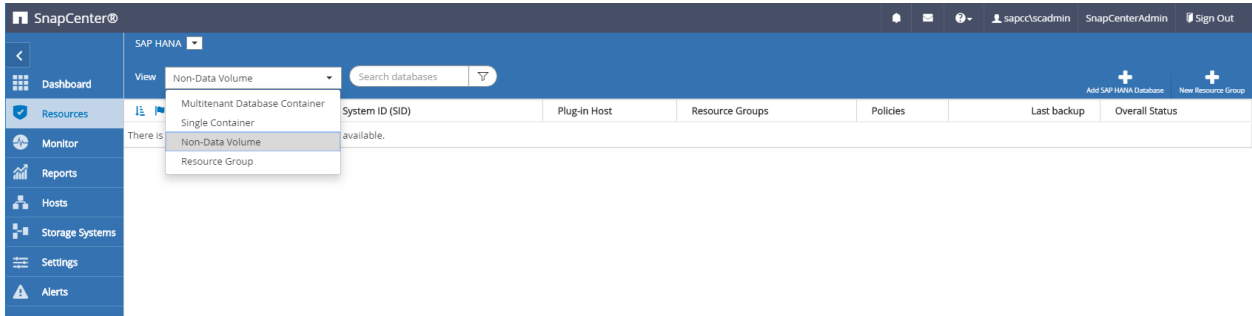 SnapCenter® sapcc\scadmin SnapCenterAdmin Sign Out
SAP HANA
View Non-Data Volume Search databases
Add SAP HANA Database New Resource Group
Multitenant Database Container
Single Container
Non-Data Volume
Resource Group
System ID (SID) Plug-in Host Resource Groups Policies Last backup Overall Status
There is available.
Dashboard
Resources
Monitor
Reports
Hosts
Storage Systems
Settings
Alerts